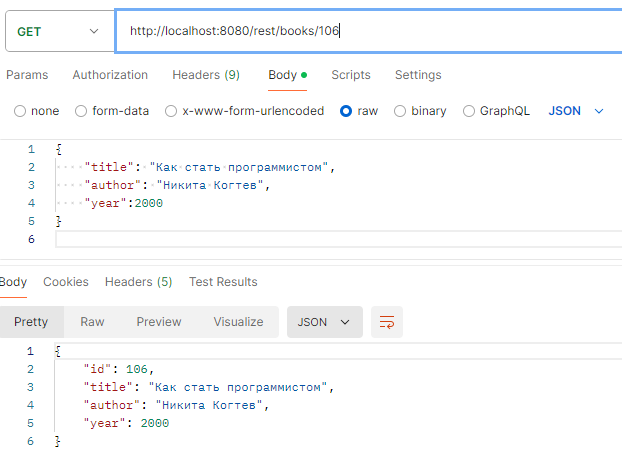 GET http://localhost:8080/rest/books/106
Params Authorization Headers (9) Body Scripts Settings
none form-data x-www-form-urlencoded raw binary GraphQL JSON
1 {
2 "title": "Как стать программистом",
3 "author": "Никита Когтев",
4 "year":2000
5 }
6
Body Cookies Headers (5) Test Results
Pretty Raw Preview Visualize JSON
1 {
2 "id": 106,
3 "title": "Как стать программистом",
4 "author": "Никита Когтев",
5 "year": 2000
6 }